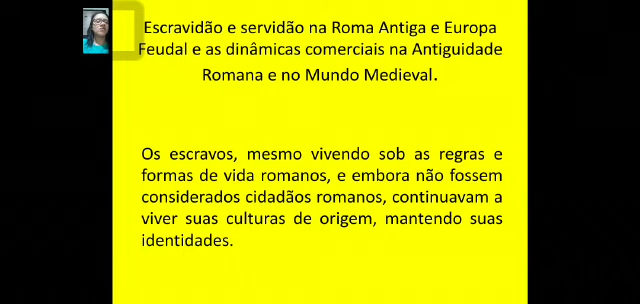 Escravidão e servidão na Roma Antiga e Europa
Feudal e as dinâmicas comerciais na Antiguidade
Romana e no Mundo Medieval.
Os escravos, mesmo vivendo sob as regras e
formas de vida romanos, e embora não fossem
considerados cidadãos romanos, continuavam a
viver suas culturas de origem, mantendo suas
identidades.